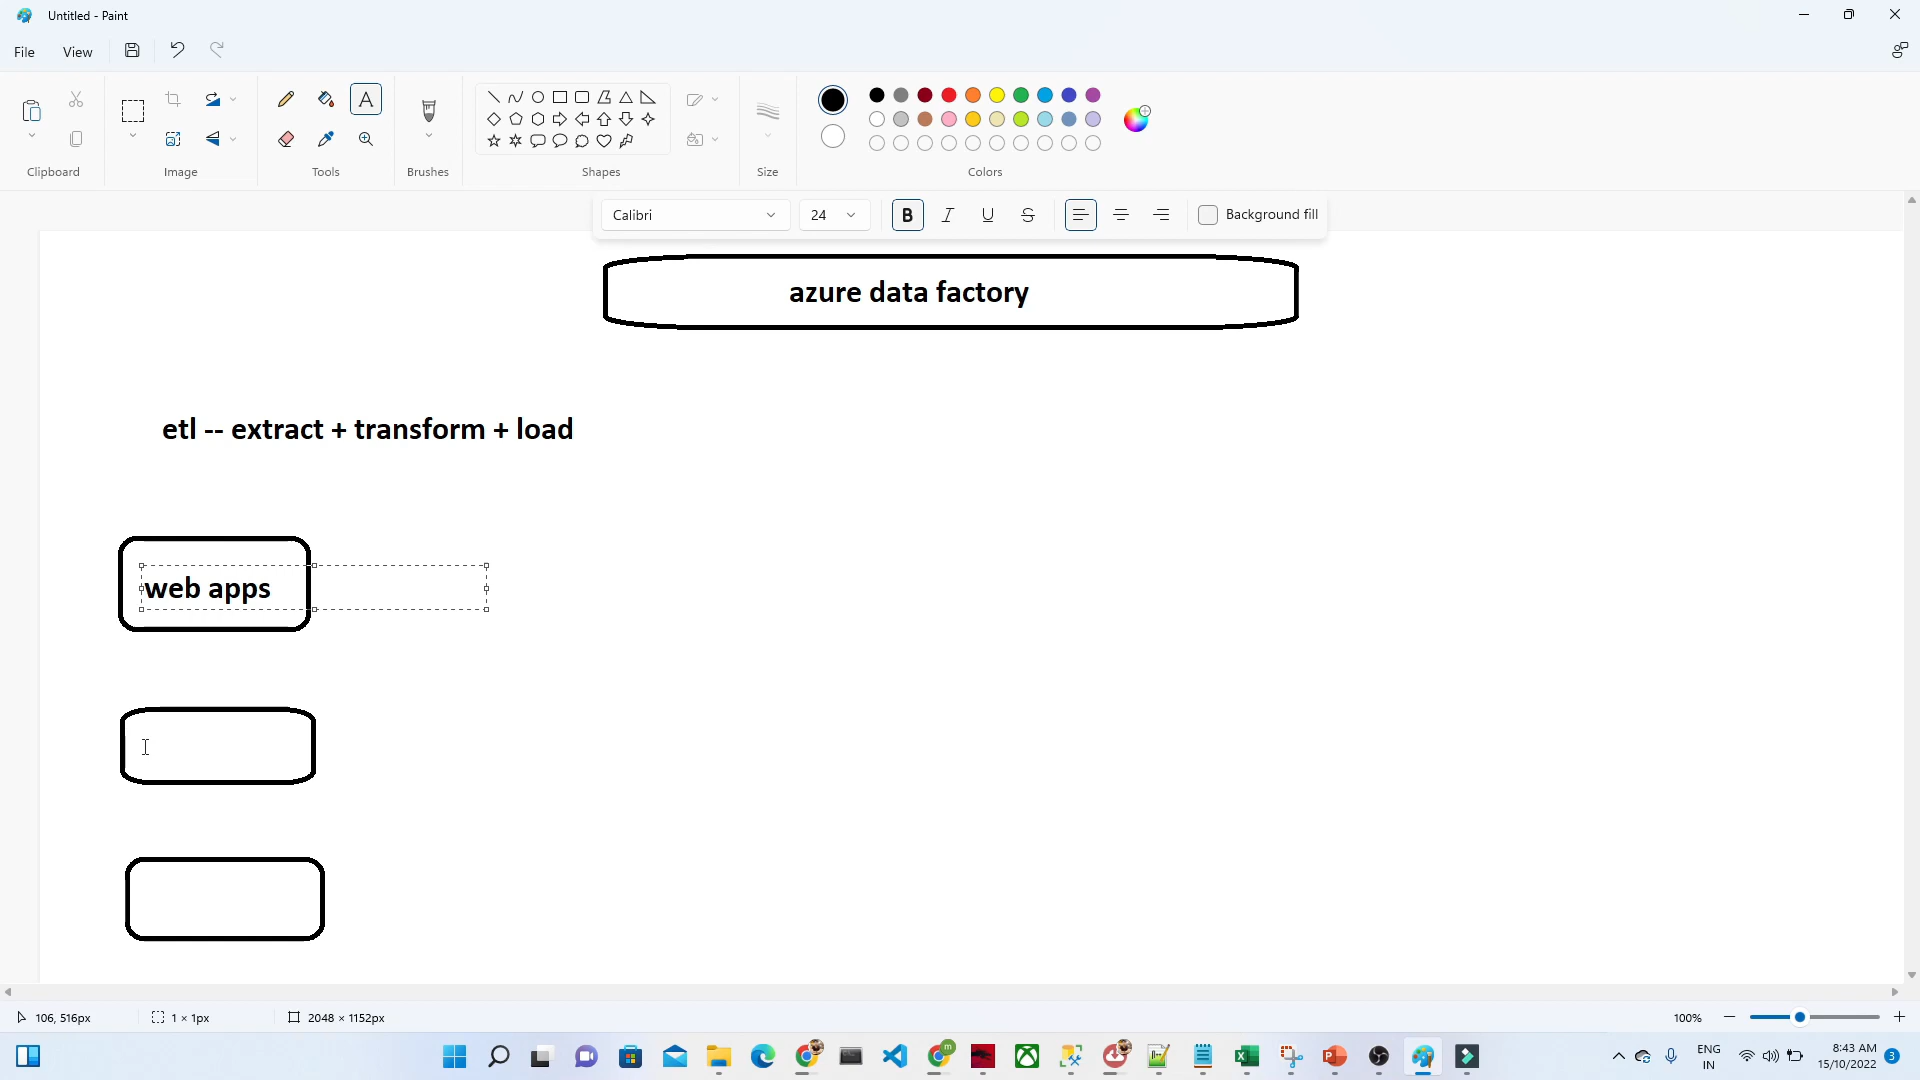 Untitled - Paint
File
View
Clipboard
Image
Tools
Brushes
Shapes
Size
Colors
Calibri
24
B
Background fill
azure data factory
etl -- extract + transform + load
web apps
106, 516px
1 × 1px
2048 × 1152px
100%
ENG
IN
8:43 AM
15/10/2022
3